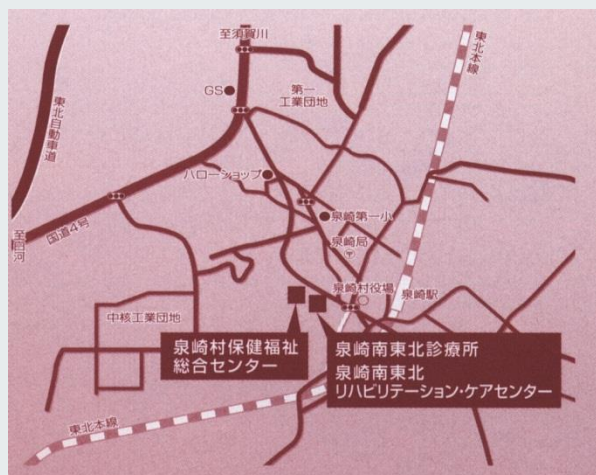 至須賀川
東北本線
GS
第一
工業団地
東北自動車道
ハローショップ
泉崎第一小
国道4号
至白河
泉崎局
〒
泉崎村役場
泉崎駅
中核工業団地
泉崎村保健福祉
総合センター
泉崎南東北診療所
泉崎南東北
リハビリテーション・ケアセンター
東北本線